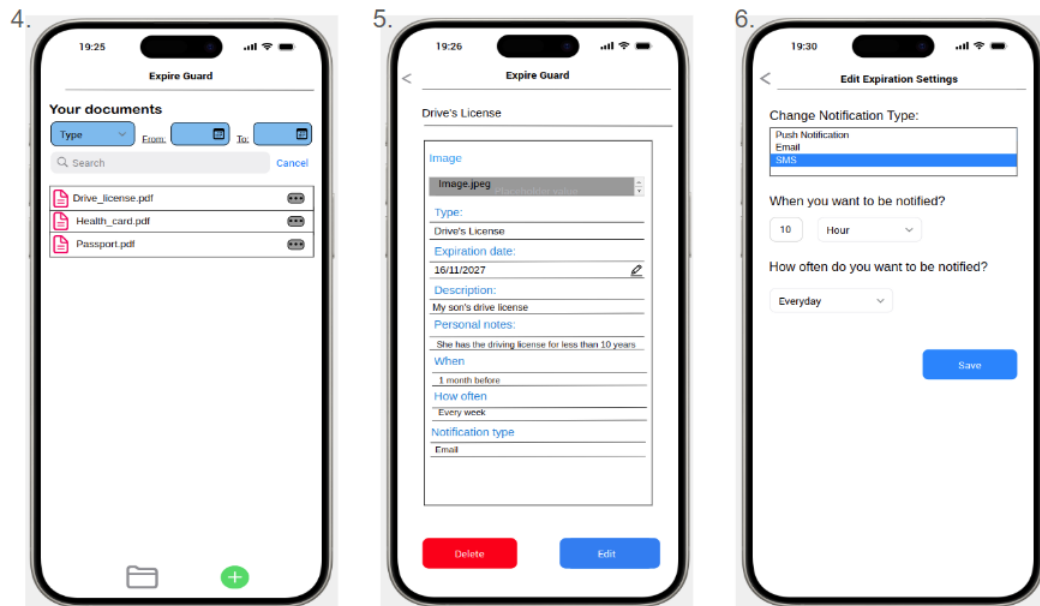 4.
19:25
Expire Guard
Your documents
Type
From:
To:
Search
Cancel
Drive_license.pdf
Health_card.pdf
Passport.pdf
5.
19:26
<
Expire Guard
Drive's License
Image
Image.jpeg
Placeholder value
Type:
Drive's License
Expiration date:
16/11/2027
Description:
My son's drive license
Personal notes:
She has the driving license for less than 10 years
When
1 month before
How often
Every week
Notification type
Email
Delete
Edit
6.
19:30
<
Edit Expiration Settings
Change Notification Type:
Push Notification
Email
SMS
When you want to be notified?
10
Hour
How often do you want to be notified?
Everyday
Save